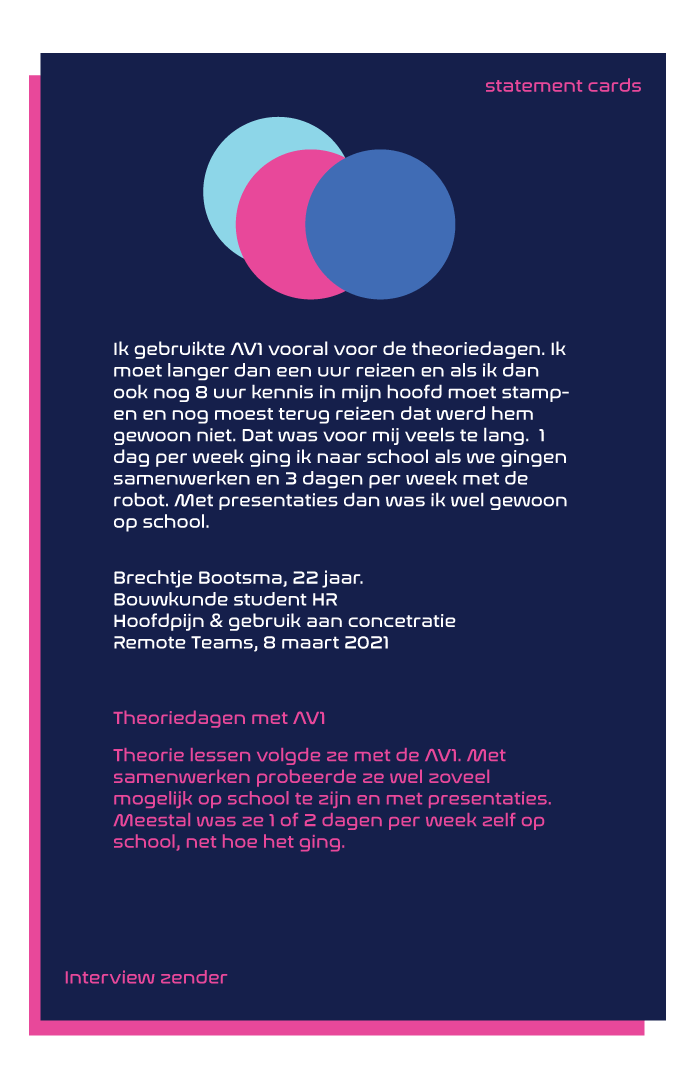 statement cards
Ik gebruikte AV1 vooral voor de theoriedagen. Ik
moet langer dan een uur reizen en als ik dan
ook nog 8 uur kennis in mijn hoofd moet stamp-
en en nog moest terug reizen dat werd hem
gewoon niet. Dat was voor mij veels te lang.  1
dag per week ging ik naar school als we gingen
samenwerken en 3 dagen per week met de
robot. Met presentaties dan was ik wel gewoon
op school.
Brechtje Bootsma, 22 jaar.
Bouwkunde student HR
Hoofdpijn & gebruik aan concetratie
Remote Teams, 8 maart 2021
Theoriedagen met AV1
Theorie lessen volgde ze met de AV1. Met
samenwerken probeerde ze wel zoveel
mogelijk op school te zijn en met presentaties.
Meestal was ze 1 of 2 dagen per week zelf op
school, net hoe het ging.
Interview zender